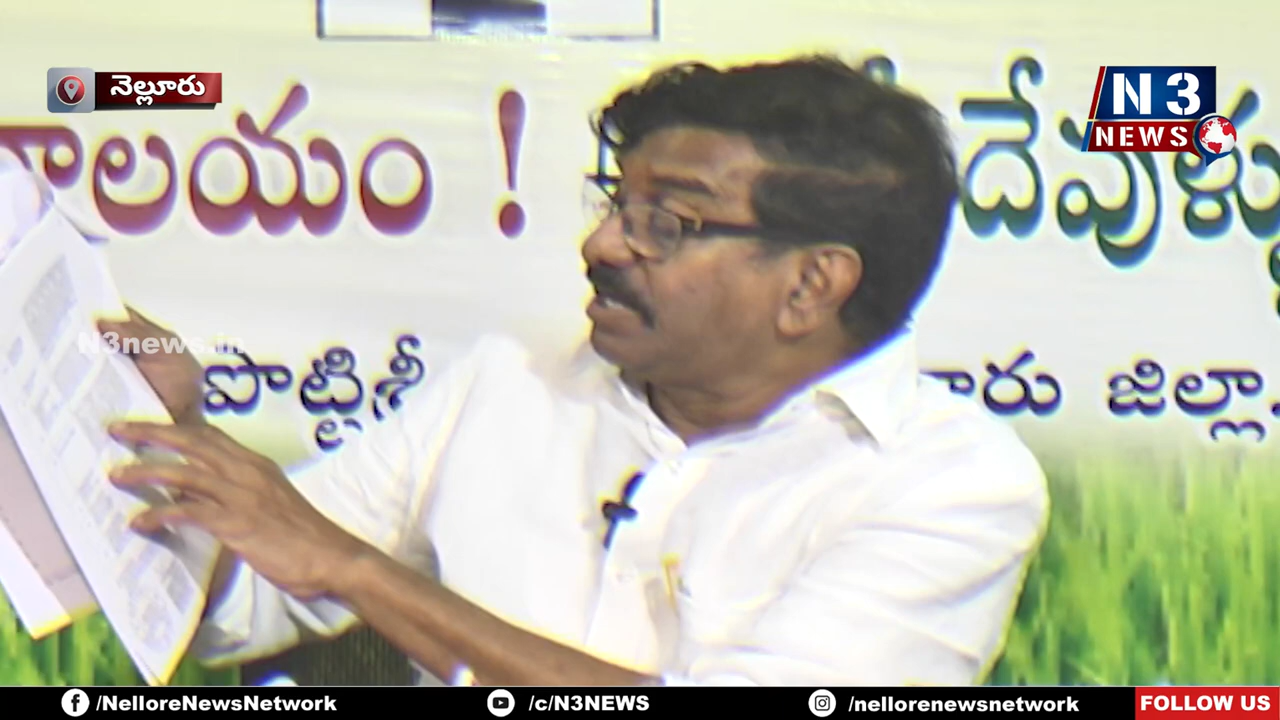 నెల్లూరు
N3
NEWS
ాలయం !
దేవుళ్ళు
N3news.in
పొట్టిశ్రీ
ారు జిల్లా.
/NelloreNewsNetwork
/c/N3NEWS
/nellorenewsnetwork
FOLLOW US